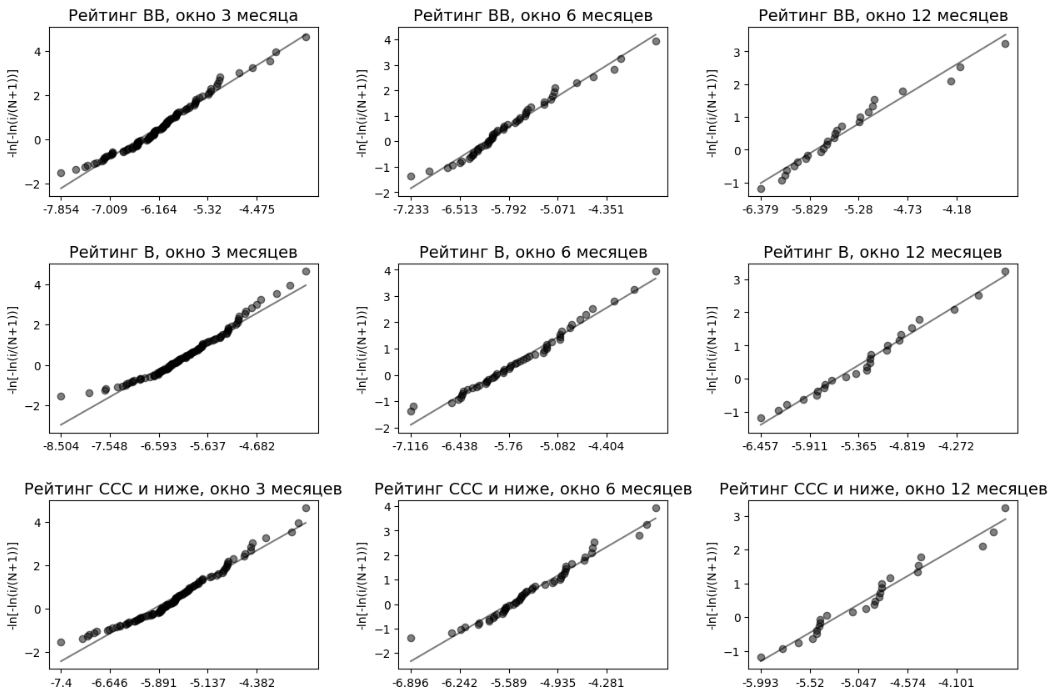 Рейтинг BB, окно 3 месяца
Рейтинг BB, окно 6 месяцев
Рейтинг BB, окно 12 месяцев
-ln[-ln(i/(N+1))]
4
2
0
−2
-7.854 -7.009 -6.164 -5.32 -4.475
-ln[-ln(i/(N+1))]
4
3
2
1
0
−1
−2
-7.233 -6.513 -5.792 -5.071 -4.351
-ln[-ln(i/(N+1))]
3
2
1
0
−1
-6.379 -5.829 -5.28 -4.73 -4.18
Рейтинг B, окно 3 месяцев
Рейтинг B, окно 6 месяцев
Рейтинг B, окно 12 месяцев
-ln[-ln(i/(N+1))]
4
2
0
−2
-8.504 -7.548 -6.593 -5.637 -4.682
-ln[-ln(i/(N+1))]
4
3
2
1
0
−1
−2
-7.116 -6.438 -5.76 -5.082 -4.404
-ln[-ln(i/(N+1))]
3
2
1
0
−1
-6.457 -5.911 -5.365 -4.819 -4.272
Рейтинг CCC и ниже, окно 3 месяцев
Рейтинг CCC и ниже, окно 6 месяцев
Рейтинг CCC и ниже, окно 12 месяцев
-ln[-ln(i/(N+1))]
4
2
0
−2
-7.4 -6.646 -5.891 -5.137 -4.382
-ln[-ln(i/(N+1))]
4
3
2
1
0
−1
−2
-6.896 -6.242 -5.589 -4.935 -4.281
-ln[-ln(i/(N+1))]
3
2
1
0
−1
-5.993 -5.52 -5.047 -4.574 -4.101